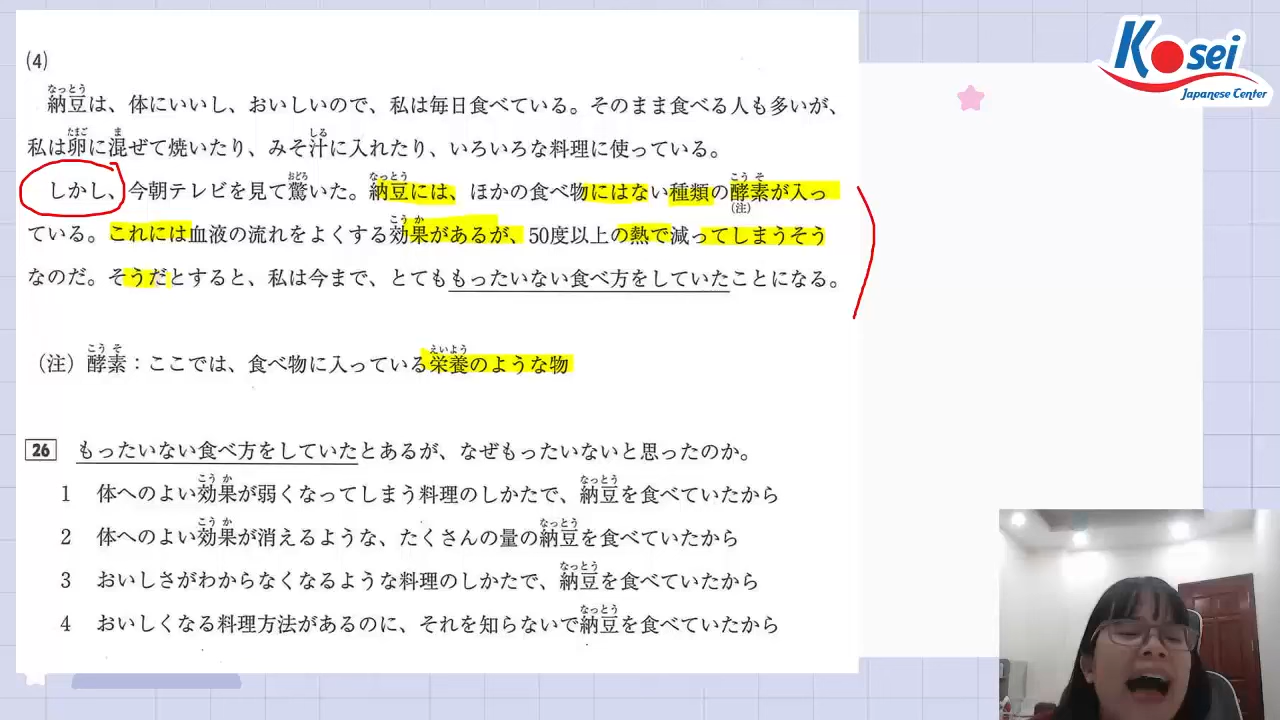 Kosei
Japanese Center
(4)
納豆は、体にいいし、おいしいので、私は毎日食べている。そのまま食べる人も多いが、
私は卵に混ぜて焼いたり、みそ汁に入れたり、いろいろな料理に使っている。
しかし、今朝テレビを見て驚いた。納豆には、ほかの食べ物にはない種類の酵素が入っ
(注)
ている。これには血液の流れをよくする効果があるが、50度以上の熱で減ってしまうそう
なのだ。そうだとすると、私は今まで、とてももったいない食べ方をしていたことになる。
(注)酵素:ここでは、食べ物に入っている栄養のような物
26 もったいない食べ方をしていたとあるが、なぜもったいないと思ったのか。
1 体へのよい効果が弱くなってしまう料理のしかたで、納豆を食べていたから
2 体へのよい効果が消えるような、たくさんの量の納豆を食べていたから
3 おいしさがわからなくなるような料理のしかたで、納豆を食べていたから
4 おいしくなる料理方法があるのに、それを知らないで納豆を食べていたから